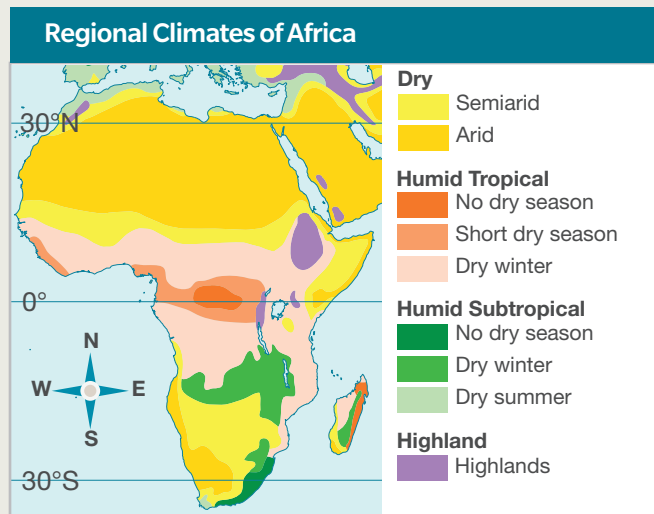 Regional Climates of Africa
30°N
0°
30°S
N
W
E
S
Dry
Semiarid
Arid
Humid Tropical
No dry season
Short dry season
Dry winter
Humid Subtropical
No dry season
Dry winter
Dry summer
Highland
Highlands